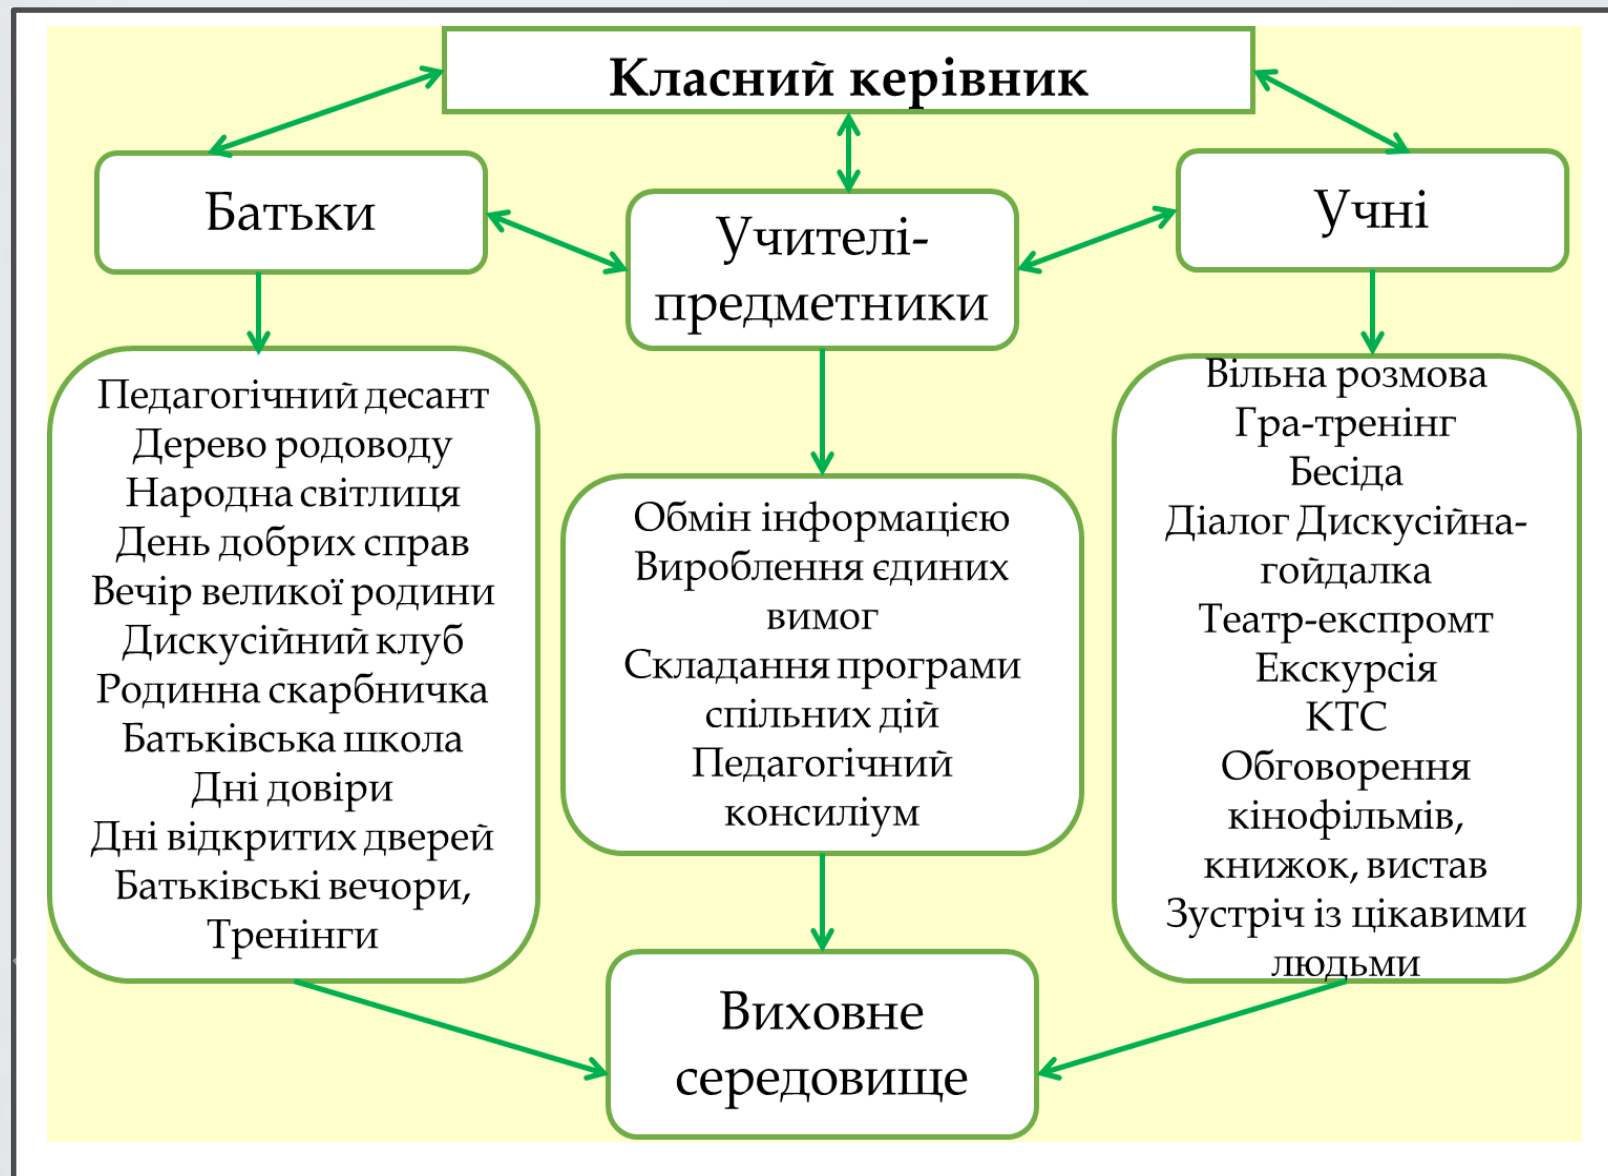 Класний керівник
Батьки
Учителі-
предметники
Учні
Педагогічний десант
Дерево родоводу
Народна світлиця
День добрих справ
Вечір великої родини
Дискусійний клуб
Родинна скарбничка
Батьківська школа
Дні довіри
Дні відкритих дверей
Батьківські вечори,
Тренінги
Обмін інформацією
Вироблення єдиних
вимог
Складання програми
спільних дій
Педагогічний
консиліум
Вільна розмова
Гра-тренінг
Бесіда
Діалог Дискусійна-
гойдалка
Театр-експромт
Екскурсія
КТС
Обговорення
кінофільмів,
книжок, вистав
Зустріч із цікавими
людьми
Виховне
середовище